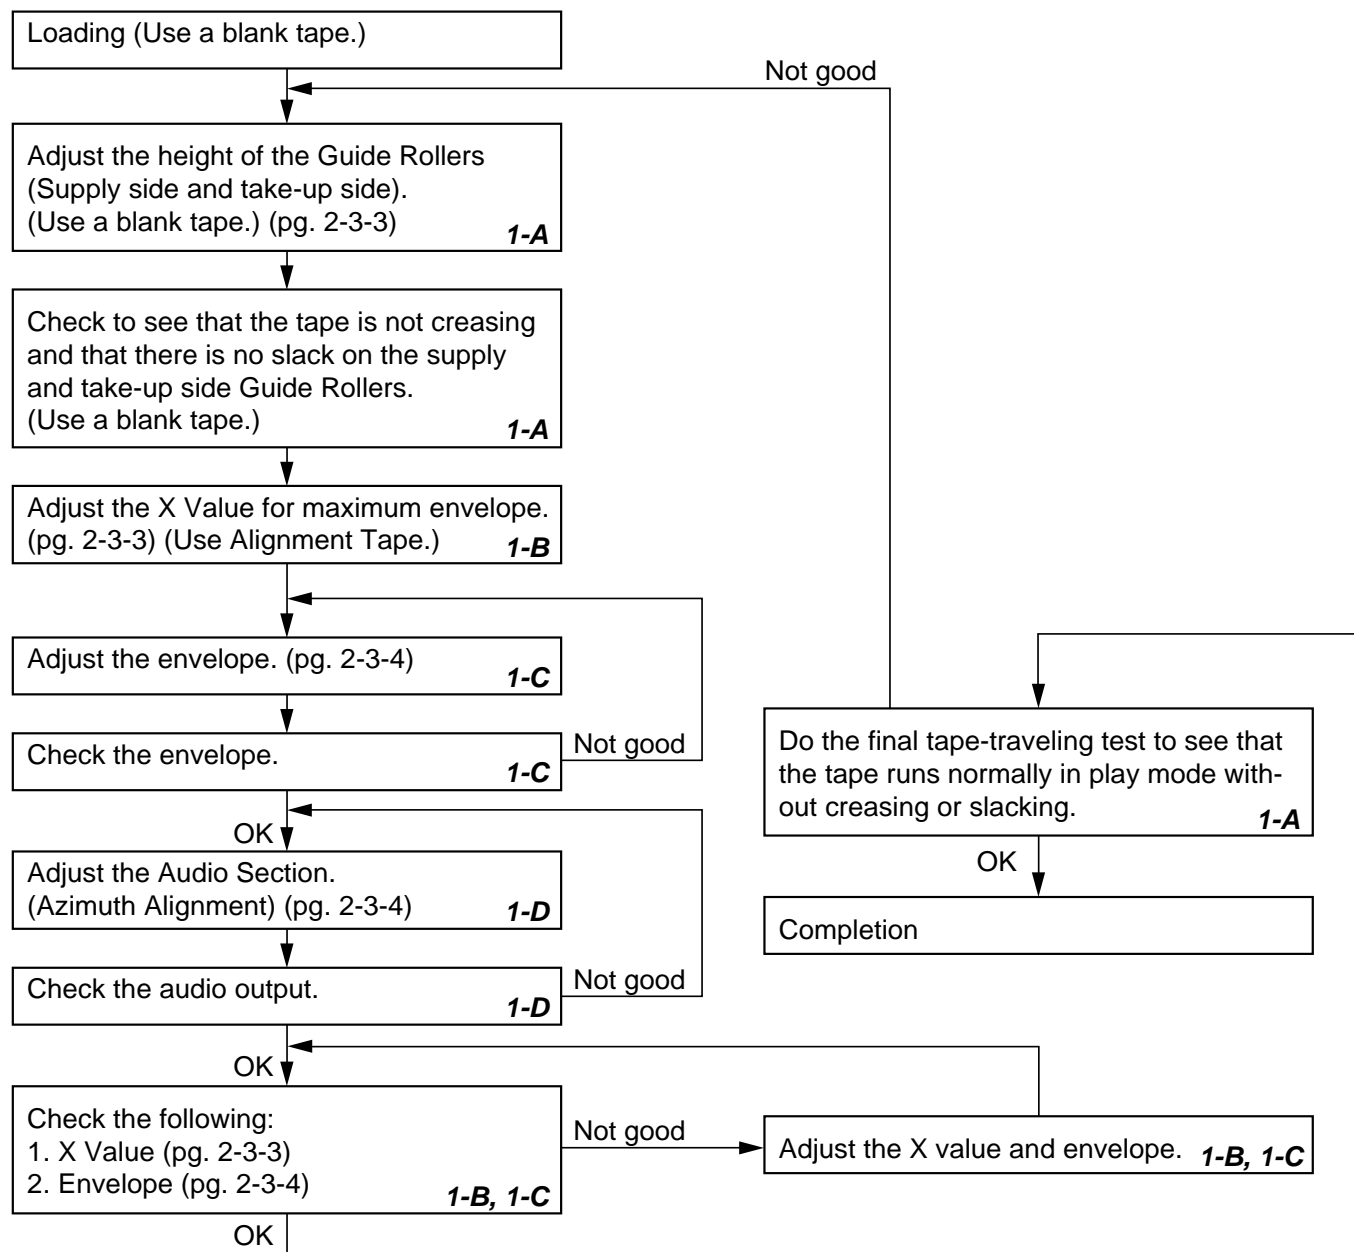 Loading (Use a blank tape.)
Not good
Adjust the height of the Guide Rollers
(Supply side and take-up side).
(Use a blank tape.) (pg. 2-3-3)
1-A
Check to see that the tape is not creasing
and that there is no slack on the supply
and take-up side Guide Rollers.
(Use a blank tape.)
1-A
Adjust the X Value for maximum envelope.
(pg. 2-3-3) (Use Alignment Tape.)
1-B
Adjust the envelope. (pg. 2-3-4)
1-C
Check the envelope.
1-C
Not good
OK
Adjust the Audio Section.
(Azimuth Alignment) (pg. 2-3-4)
1-D
Check the audio output.
1-D
Not good
OK
Check the following:
1. X Value (pg. 2-3-3)
2. Envelope (pg. 2-3-4)
1-B, 1-C
Not good
Adjust the X value and envelope.
1-B, 1-C
OK
Do the final tape-traveling test to see that
the tape runs normally in play mode with-
out creasing or slacking.
1-A
OK
Completion